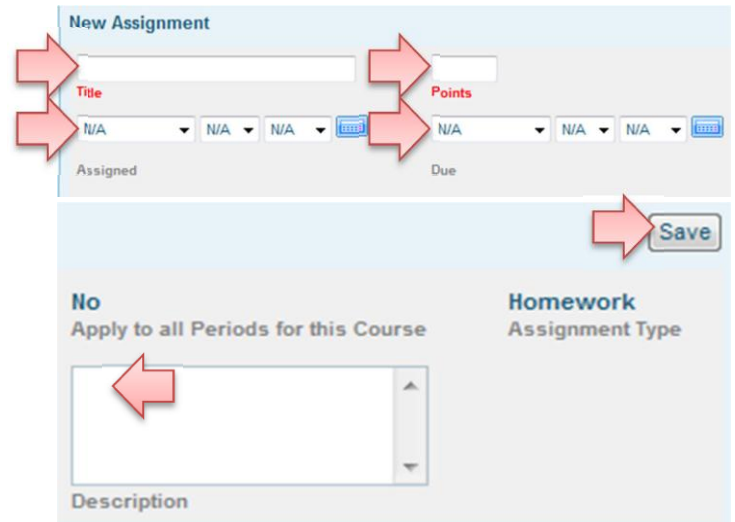 New Assignment
Title Points
N/A N/A N/A N/A N/A N/A
Assigned Due
Save
No Homework
Apply to all Periods for this Course Assignment Type
Description